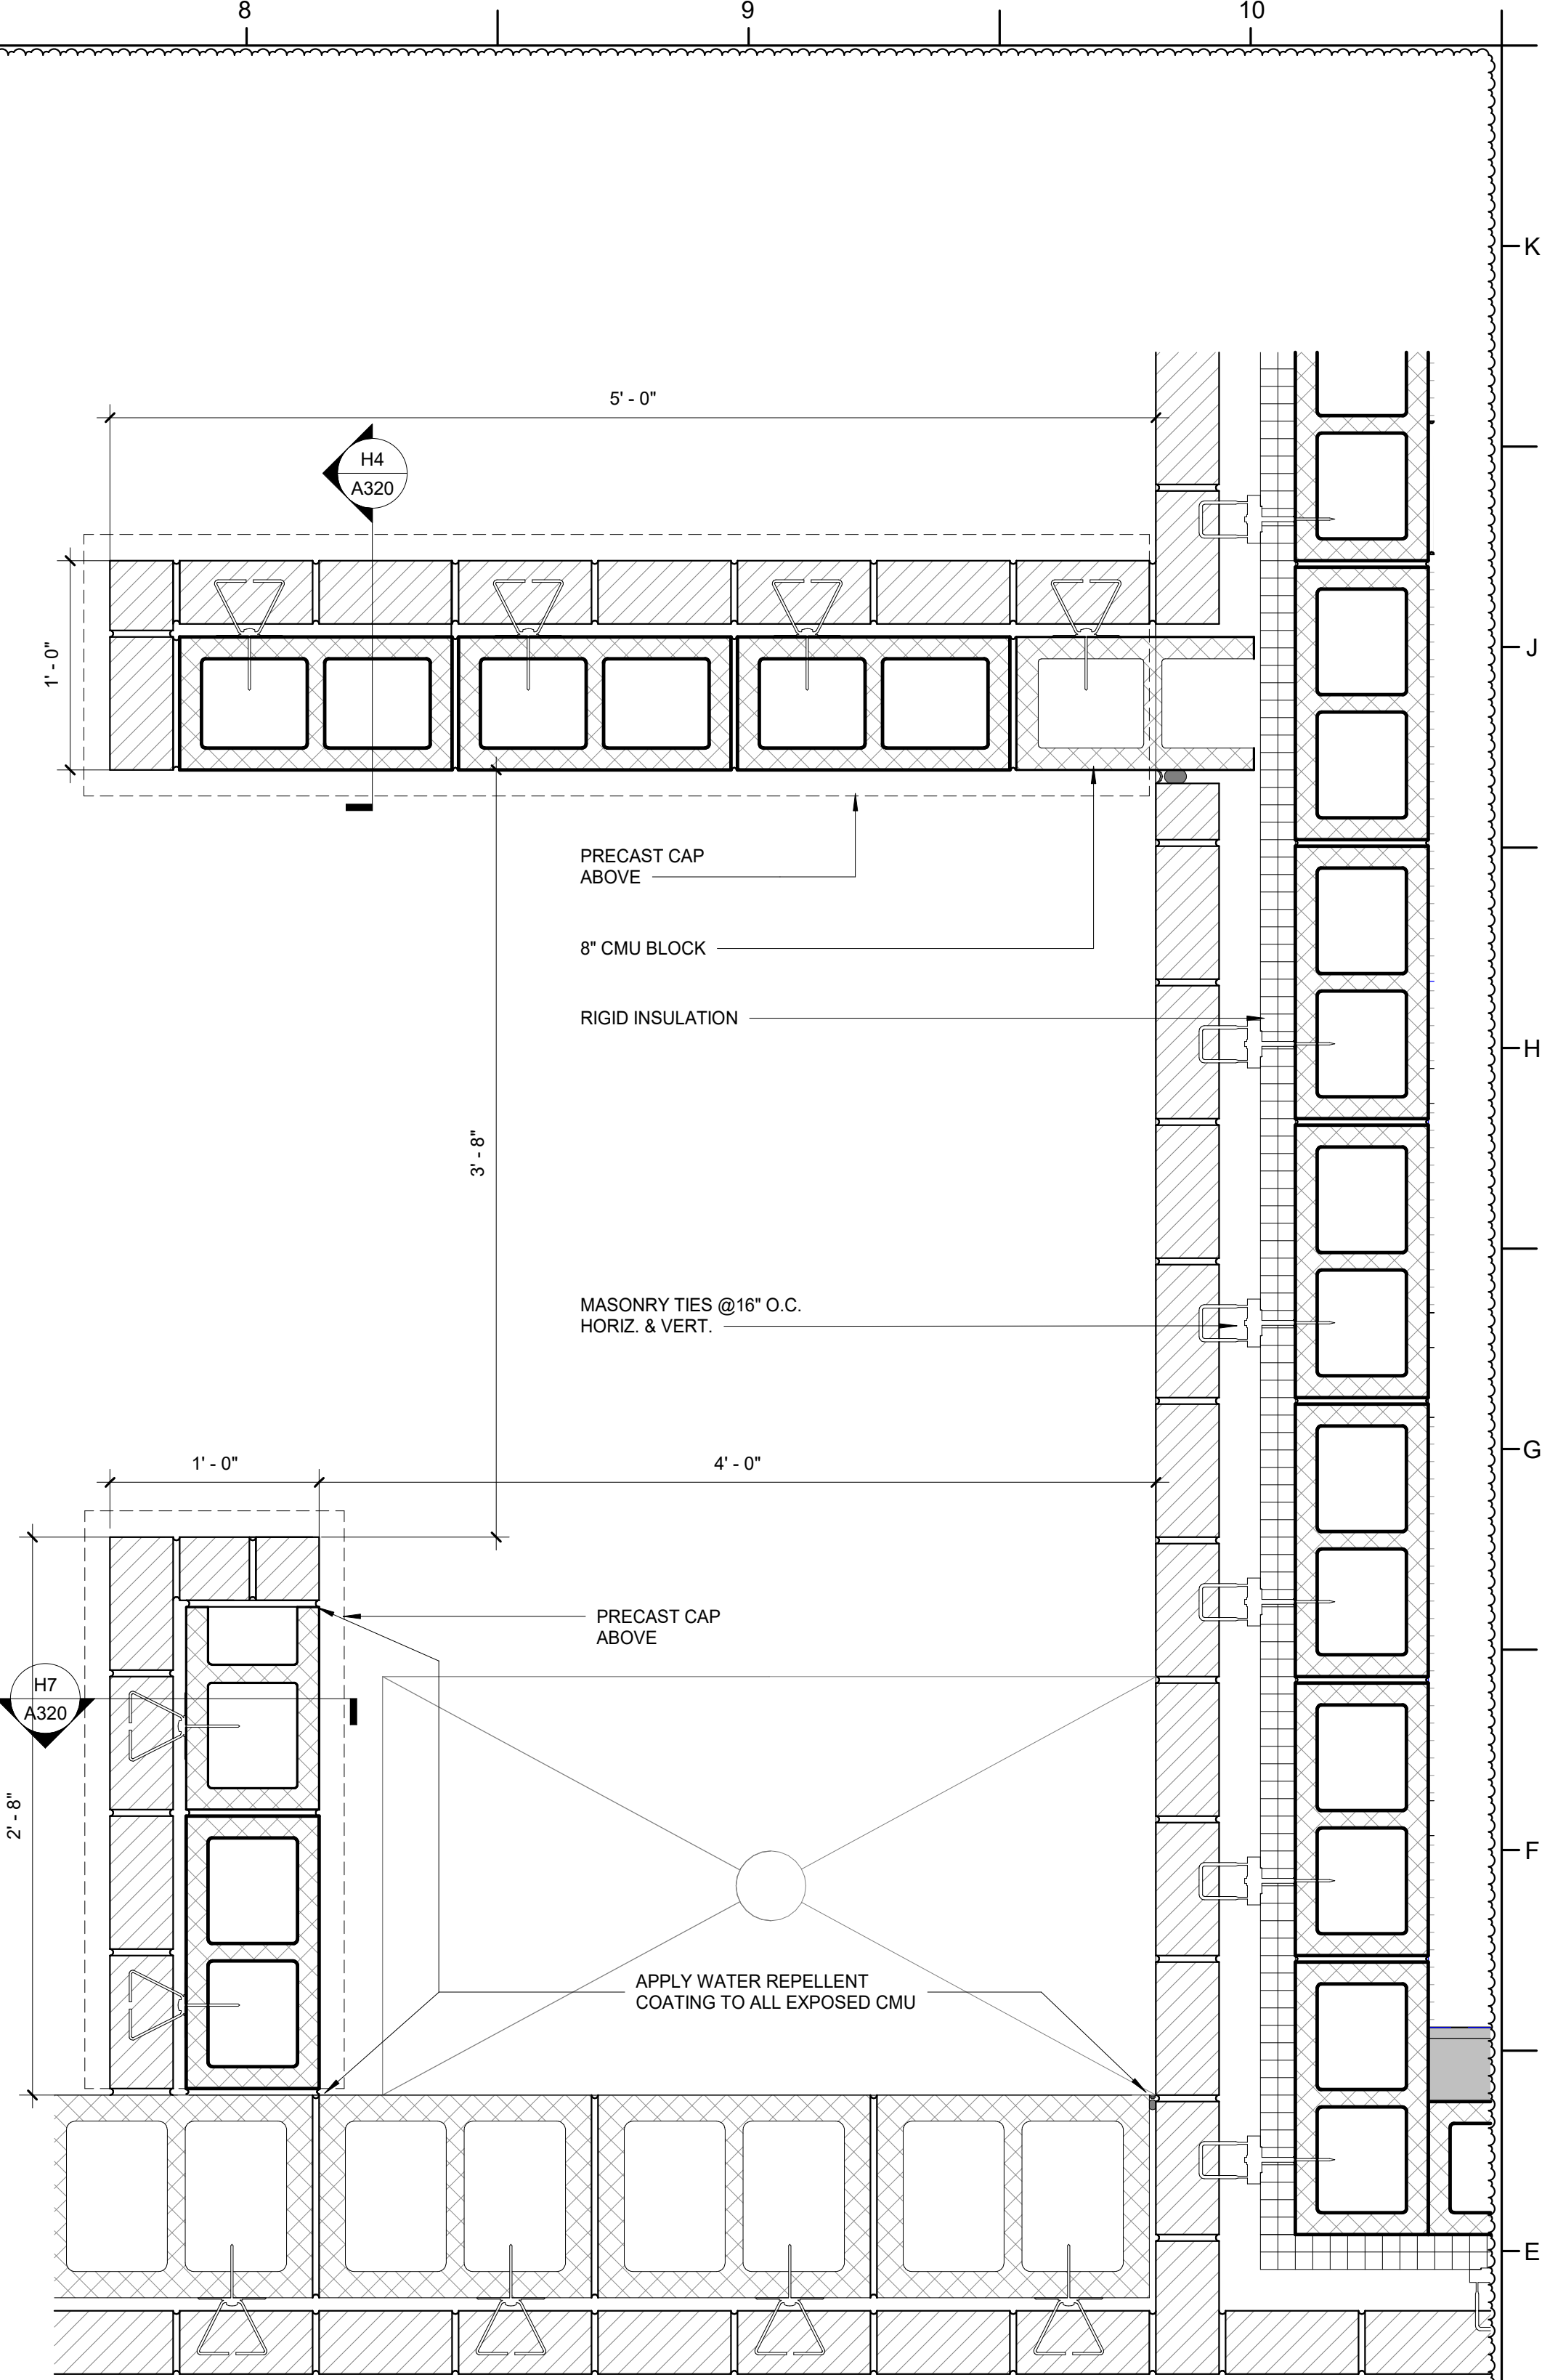 8
9
10
K
5' - 0"
H4
A320
J
1' - 0"
PRECAST CAP
ABOVE
8" CMU BLOCK
RIGID INSULATION
H
3' - 8"
MASONRY TIES @16" O.C.
HORIZ. & VERT.
1' - 0"
4' - 0"
G
PRECAST CAP
ABOVE
H7
A320
2' - 8"
F
APPLY WATER REPELLENT
COATING TO ALL EXPOSED CMU
E